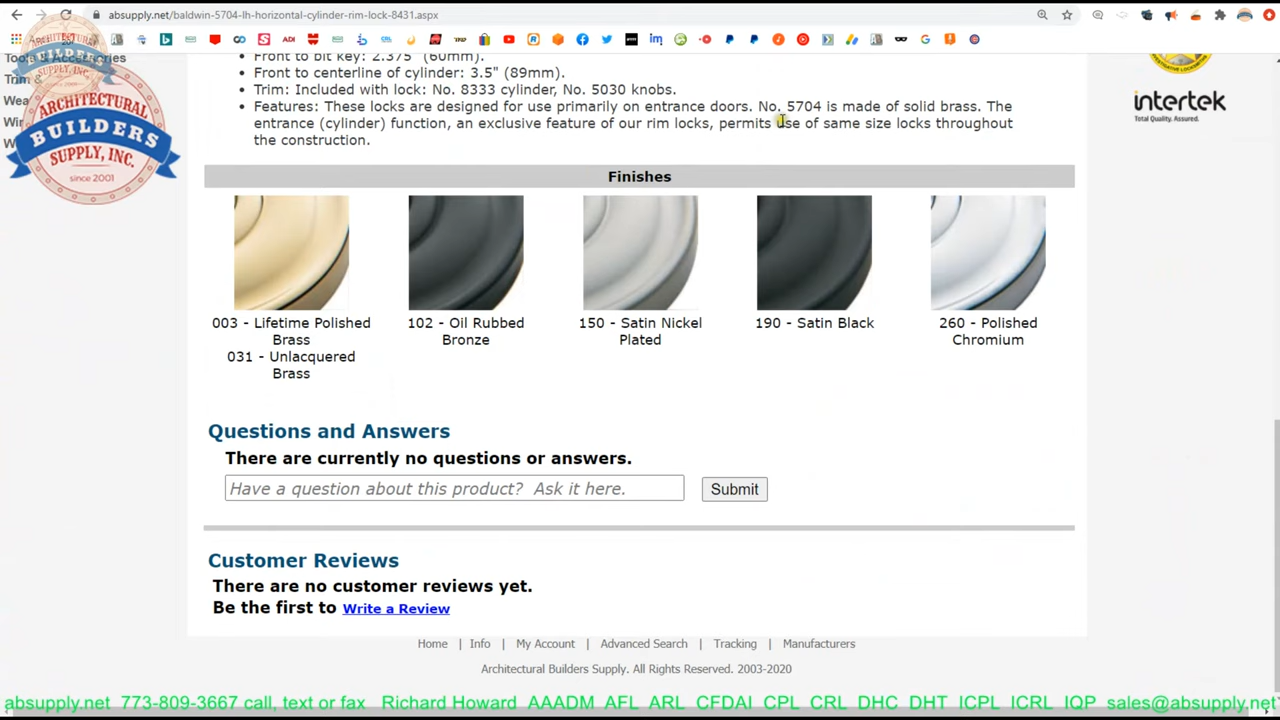 absupply.net/baldwin-5704-lh-horizontal-cylinder-rim-lock-8431.aspx
Tools & Accessories
Front to bit key: 2.375" (60mm).
Front to centerline of cylinder: 3.5" (89mm).
Trim: Included with lock: No. 8333 cylinder, No. 5030 knobs.
Features: These locks are designed for use primarily on entrance doors. No. 5704 is made of solid brass. The
entrance (cylinder) function, an exclusive feature of our rim locks, permits use of same size locks throughout
the construction.
ARCHITECTURAL
BUILDERS
SUPPLY, INC.
since 2001
intertek
Total Quality. Assured.
Finishes
003 - Lifetime Polished
Brass
031 - Unlacquered
Brass
102 - Oil Rubbed
Bronze
150 - Satin Nickel
Plated
190 - Satin Black
260 - Polished
Chromium
Questions and Answers
There are currently no questions or answers.
Have a question about this product? Ask it here.
Submit
Customer Reviews
There are no customer reviews yet.
Be the first to Write a Review
Home | Info | My Account | Advanced Search | Tracking | Manufacturers
Architectural Builders Supply. All Rights Reserved. 2003-2020
absupply.net 773-809-3667 call, text or fax Richard Howard AAADM AFL ARL CFDAI CPL CRL DHC DHT ICPL ICRL IQP sales@absupply.net